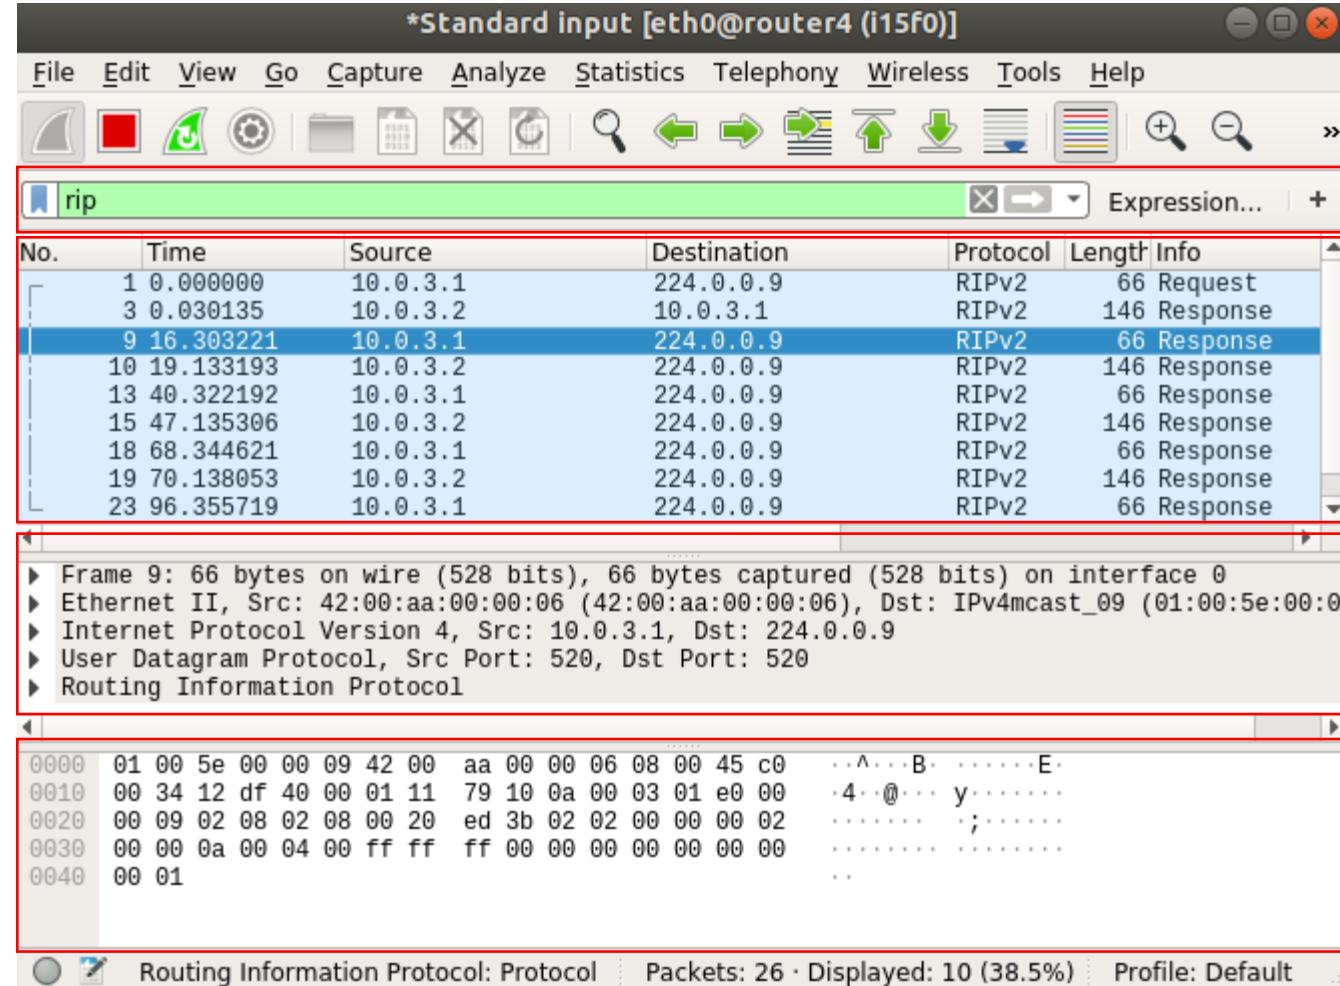 *Standard input [eth0@router4 (i15f0)]
File Edit View Go Capture Analyze Statistics Telephony Wireless Tools Help
»
rip Expression... +
No. Time Source Destination Protocol Length Info
1 0.000000 10.0.3.1 224.0.0.9 RIPv2 66 Request
3 0.030135 10.0.3.2 10.0.3.1 RIPv2 146 Response
9 16.303221 10.0.3.1 224.0.0.9 RIPv2 66 Response
10 19.133193 10.0.3.2 224.0.0.9 RIPv2 146 Response
13 40.322192 10.0.3.1 224.0.0.9 RIPv2 66 Response
15 47.135306 10.0.3.2 224.0.0.9 RIPv2 146 Response
18 68.344621 10.0.3.1 224.0.0.9 RIPv2 66 Response
19 70.138053 10.0.3.2 224.0.0.9 RIPv2 146 Response
23 96.355719 10.0.3.1 224.0.0.9 RIPv2 66 Response
Frame 9: 66 bytes on wire (528 bits), 66 bytes captured (528 bits) on interface 0
Ethernet II, Src: 42:00:aa:00:00:06 (42:00:aa:00:00:06), Dst: IPv4mcast_09 (01:00:5e:00:0
Internet Protocol Version 4, Src: 10.0.3.1, Dst: 224.0.0.9
User Datagram Protocol, Src Port: 520, Dst Port: 520
Routing Information Protocol
0000 01 00 5e 00 00 09 42 00 aa 00 00 06 08 00 45 c0 ··^···B· ······E·
0010 00 34 12 df 40 00 01 11 79 10 0a 00 03 01 e0 00 ·4··@··· y·······
0020 00 09 02 08 02 08 00 20 ed 3b 02 02 00 00 00 02 ······· ·;······
0030 00 00 0a 00 04 00 ff ff ff 00 00 00 00 00 00 00 ········ ········
0040 00 01 ··
Routing Information Protocol: Protocol Packets: 26 · Displayed: 10 (38.5%) Profile: Default